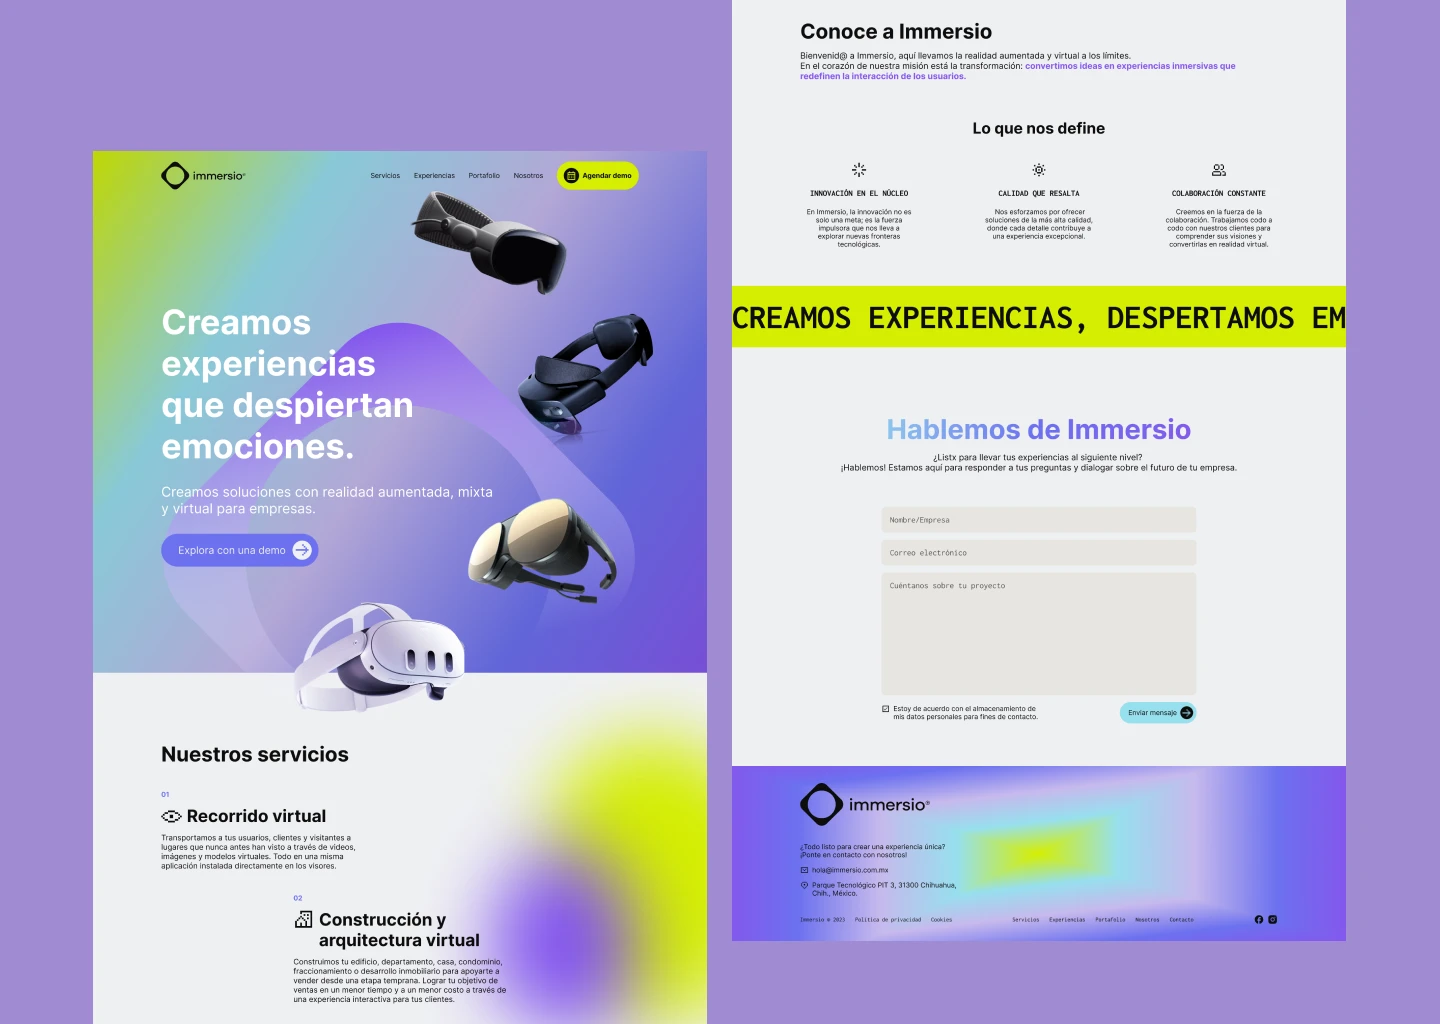 immersio®
Servicios Experiencias Portafolio Nosotros Agendar demo
Creamos
experiencias
que despiertan
emociones.
Creamos soluciones con realidad aumentada, mixta
y virtual para empresas.
Explora con una demo
Nuestros servicios
01
Recorrido virtual
Transportamos a tus usuarios, clientes y visitantes a
lugares que nunca antes han visto a través de videos,
imágenes y modelos virtuales. Todo en una misma
aplicación instalada directamente en los visores.
02
Construcción y
arquitectura virtual
Construimos tu edificio, departamento, casa, condominio,
fraccionamiento o desarrollo inmobiliario para apoyarte a
vender desde una etapa temprana. Lograr tu objetivo de
ventas en un menor tiempo y a un menor costo a través de
una experiencia interactiva para tus clientes.
Conoce a Immersio
Bienvenid@ a Immersio, aquí llevamos la realidad aumentada y virtual a los límites.
En el corazón de nuestra misión está la transformación: convertimos ideas en experiencias inmersivas que
redefinen la interacción de los usuarios.
Lo que nos define
INNOVACIÓN EN EL NÚCLEO
En Immersio, la innovación no es
solo una meta; es la fuerza
impulsora que nos lleva a
explorar nuevas fronteras
tecnológicas.
CALIDAD QUE RESALTA
Nos esforzamos por ofrecer
soluciones de la más alta calidad,
donde cada detalle contribuye a
una experiencia excepcional.
COLABORACIÓN CONSTANTE
Creemos en la fuerza de la
colaboración. Trabajamos codo a
codo con nuestros clientes para
comprender sus visiones y
convertirlas en realidad virtual.
CREAMOS EXPERIENCIAS, DESPERTAMOS EM
Hablemos de Immersio
¿Listx para llevar tus experiencias al siguiente nivel?
¡Hablemos! Estamos aquí para responder a tus preguntas y dialogar sobre el futuro de tu empresa.
Nombre/Empresa
Correo electrónico
Cuéntanos sobre tu proyecto
Estoy de acuerdo con el almacenamiento de
mis datos personales para fines de contacto.
Enviar mensaje
immersio®
¿Todo listo para crear una experiencia única?
¡Ponte en contacto con nosotros!
hola@immersio.com.mx
Parque Tecnológico PIT 3, 31300 Chihuahua,
Chih., México.
Immersio © 2023 Política de privacidad Cookies Servicios Experiencias Portafolio Nosotros Contacto